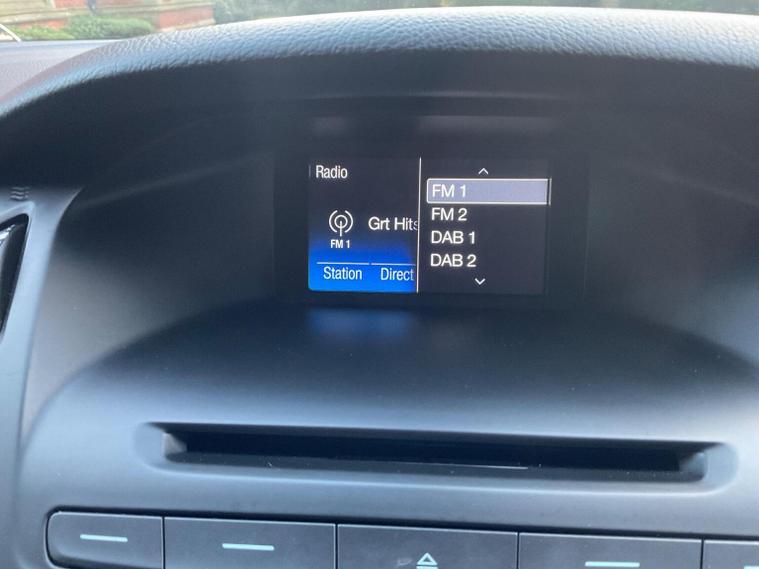 Radio
FM 1
Grt Hits
Station
Direct
FM 1
FM 2
DAB 1
DAB 2